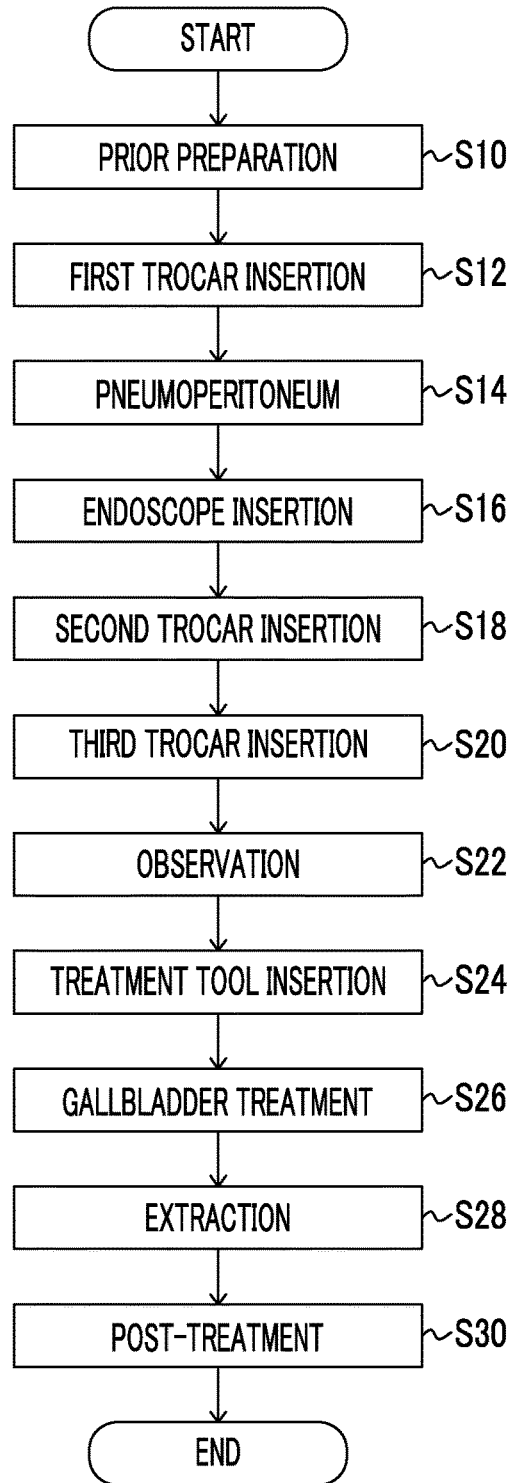 START
PRIOR PREPARATION S10
FIRST TROCAR INSERTION S12
PNEUMOPERITONEUM S14
ENDOSCOPE INSERTION S16
SECOND TROCAR INSERTION S18
THIRD TROCAR INSERTION S20
OBSERVATION S22
TREATMENT TOOL INSERTION S24
GALLBLADDER TREATMENT S26
EXTRACTION S28
POST-TREATMENT S30
END